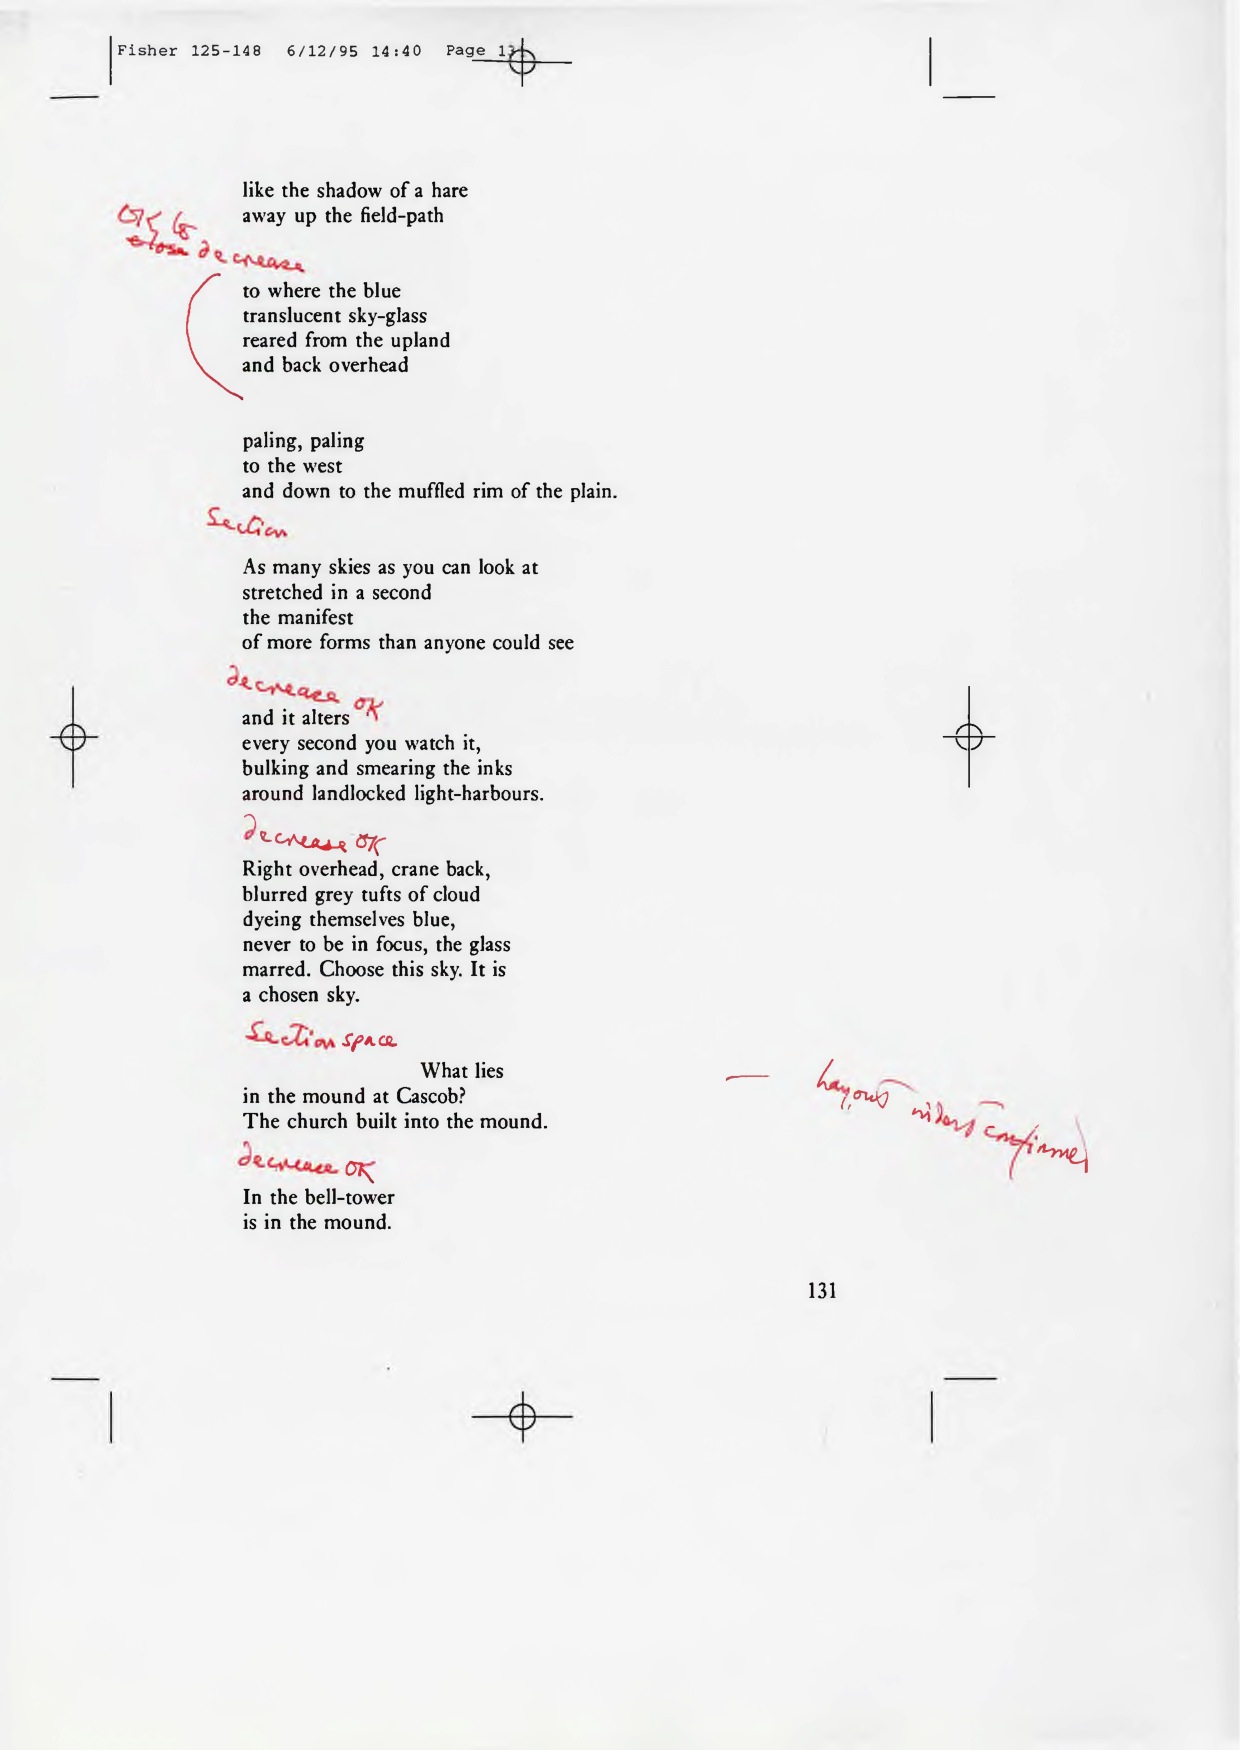 Fisher 125-148 6/12/95 14:40 Page 131
like the shadow of a hare
away up the field-path
OK to
close decrease
to where the blue
translucent sky-glass
reared from the upland
and back overhead
paling, paling
to the west
and down to the muffled rim of the plain.
Section
As many skies as you can look at
stretched in a second
the manifest
of more forms than anyone could see
decrease OK
and it alters
every second you watch it,
bulking and smearing the inks
around landlocked light-harbours.
decrease OK
Right overhead, crane back,
blurred grey tufts of cloud
dyeing themselves blue,
never to be in focus, the glass
marred. Choose this sky. It is
a chosen sky.
Section space
What lies
in the mound at Cascob?
The church built into the mound.
— layout indent confirmed
decrease OK
In the bell-tower
is in the mound.
131